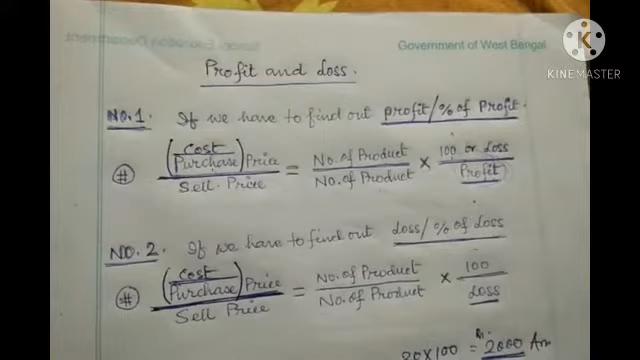 Government of West Bengal
KINEMASTER
Profit and Loss.
NO.1. If we have to find out profit/% of Profit.
# (Cost/Purchase) Price / Sell. Price = No. of Product / No. of Product × 100 or Loss / Profit
NO. 2. If we have to find out Loss/% of Loss
# (Cost/Purchase) Price / Sell Price = No. of Product / No. of Product × 100 / Loss
20 × 100 = 2000 An